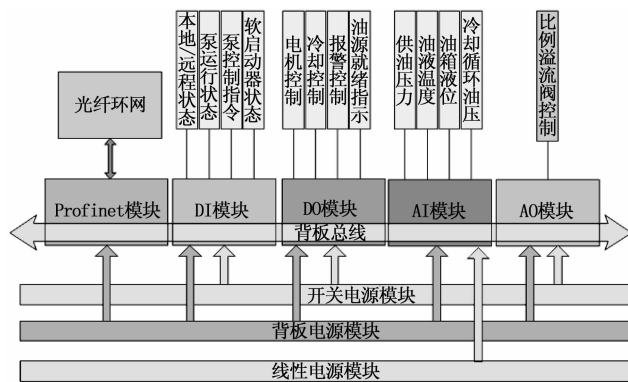 本地/远程状态
泵运行状态
泵控制指令
软启动器状态
电机控制
冷却控制
报警控制
油源就绪指示
供油压力
油液温度
油箱液位
冷却循环油压
比例溢流阀控制
光纤环网
Profinet模块
DI模块
DO模块
AI模块
AO模块
背板总线
开关电源模块
背板电源模块
线性电源模块